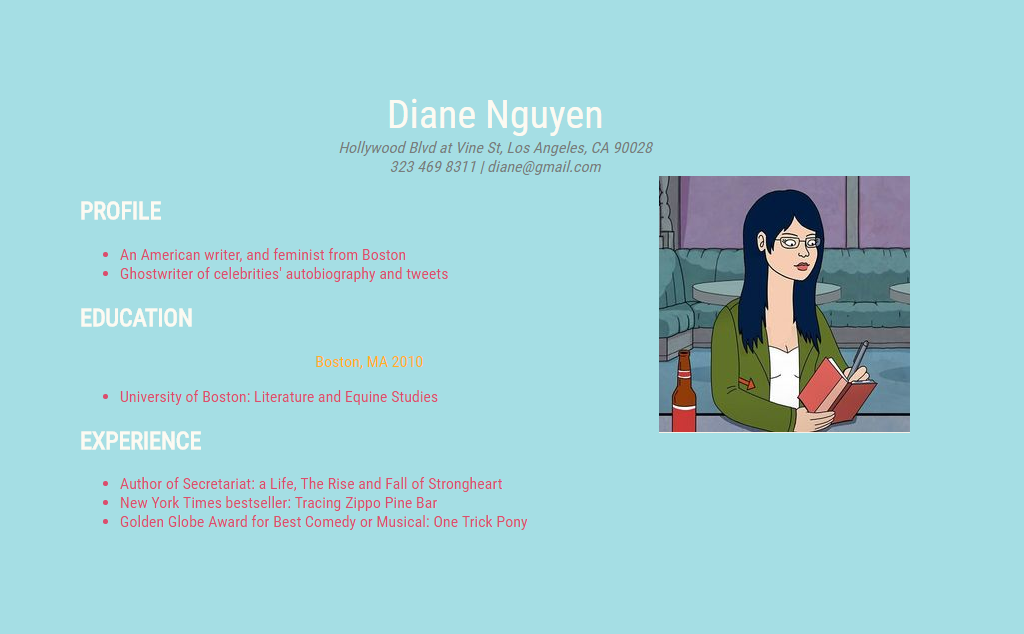 Diane Nguyen
Hollywood Blvd at Vine St, Los Angeles, CA 90028
323 469 8311 | diane@gmail.com
PROFILE
• An American writer, and feminist from Boston
• Ghostwriter of celebrities' autobiography and tweets
EDUCATION
Boston, MA 2010
• University of Boston: Literature and Equine Studies
EXPERIENCE
• Author of Secretariat: a Life, The Rise and Fall of Strongheart
• New York Times bestseller: Tracing Zippo Pine Bar
• Golden Globe Award for Best Comedy or Musical: One Trick Pony